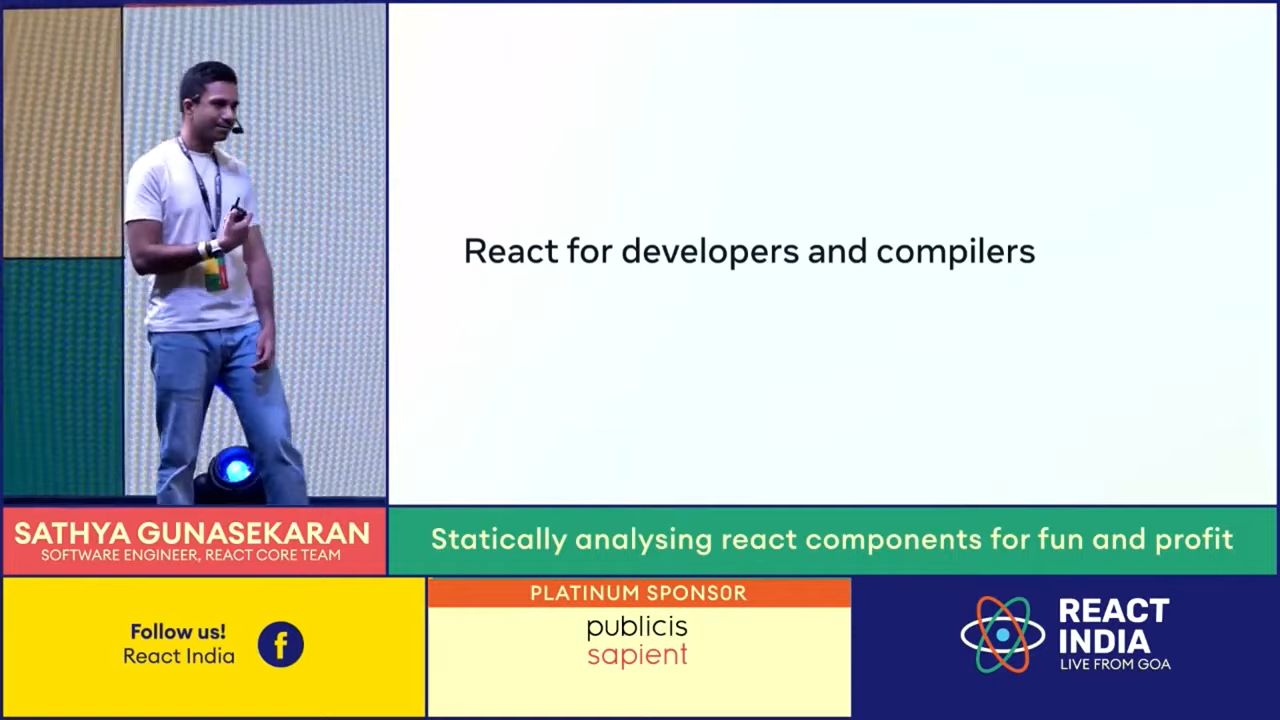 React for developers and compilers
SATHYA GUNASEKARAN
SOFTWARE ENGINEER, REACT CORE TEAM
Statically analysing react components for fun and profit
Follow us!
React India
f
PLATINUM SPONSOR
publicis
sapient
REACT
INDIA
LIVE FROM GOA